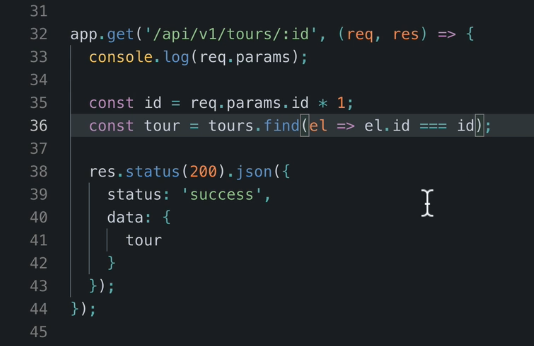 31
32 app.get('/api/v1/tours/:id', (req, res) => {
33   console.log(req.params);
34
35   const id = req.params.id * 1;
36   const tour = tours.find(el => el.id === id);
37
38   res.status(200).json({
39     status: 'success',
40     data: {
41       tour
42     }
43   });
44 });
45